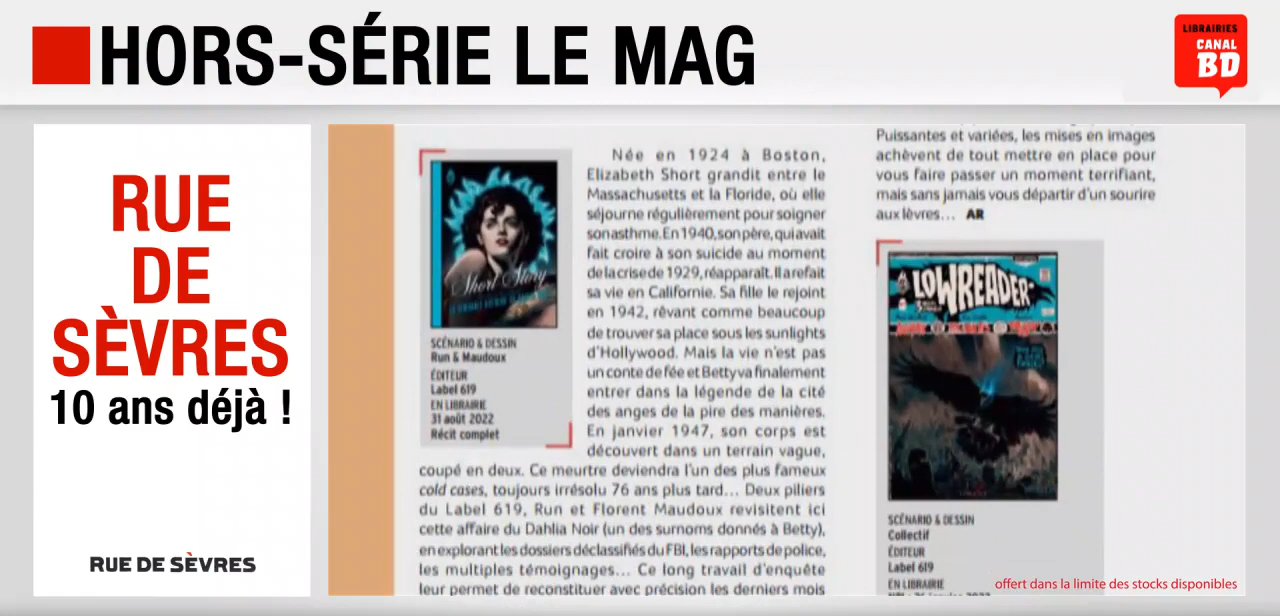 HORS-SÉRIE LE MAG
LIBRAIRIES
CANAL
BD
RUE
DE
SÈVRES
10 ans déjà !
RUE DE SÈVRES
Short Story
SCÉNARIO & DESSIN
Run & Maudoux
ÉDITEUR
Label 619
EN LIBRAIRIE
31 août 2022
Récit complet
Née en 1924 à Boston,
Elizabeth Short grandit entre le
Massachusetts et la Floride, où elle
séjourne régulièrement pour soigner
son asthme. En 1940, son père, qui avait
fait croire à son suicide au moment
de la crise de 1929, réapparaît. Il a refait
sa vie en Californie. Sa fille le rejoint
en 1942, rêvant comme beaucoup
de trouver sa place sous les sunlights
d'Hollywood. Mais la vie n'est pas
un conte de fée et Betty va finalement
entrer dans la légende de la cité
des anges de la pire des manières.
En janvier 1947, son corps est
découvert dans un terrain vague,
coupé en deux. Ce meurtre deviendra l'un des plus fameux
cold cases, toujours irrésolu 76 ans plus tard... Deux piliers
du Label 619, Run et Florent Maudoux revisitent ici
cette affaire du Dahlia Noir (un des surnoms donnés à Betty),
en explorant les dossiers déclassifiés du FBI, les rapports de police,
les multiples témoignages... Ce long travail d'enquête
leur permet de reconstituer avec précision les derniers mois
Puissantes et variées, les mises en images
achèvent de tout mettre en place pour
vous faire passer un moment terrifiant,
mais sans jamais vous départir d'un sourire
aux lèvres... AR
LOWREADER
SCÉNARIO & DESSIN
Collectif
ÉDITEUR
Label 619
EN LIBRAIRIE
offert dans la limite des stocks disponibles